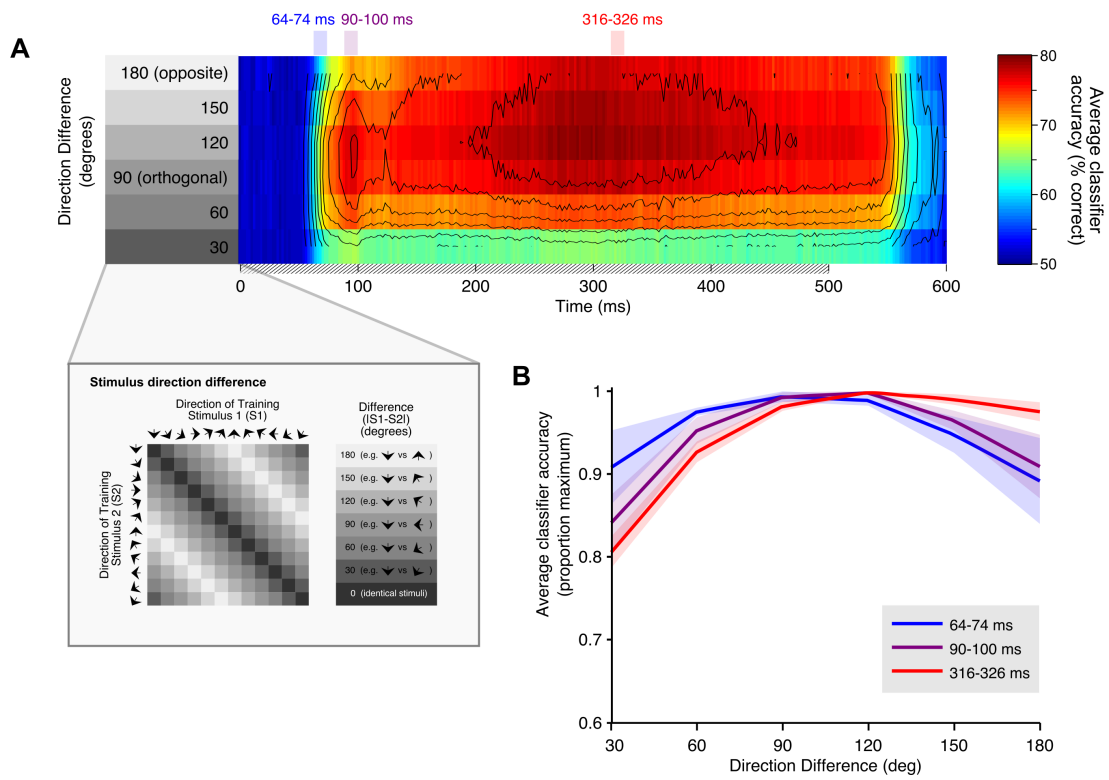 64-74 ms
90-100 ms
316-326 ms
A
Direction Difference
(degrees)
180 (opposite)
150
120
90 (orthogonal)
60
30
0
100
200
300
400
500
600
Time (ms)
80
70
60
50
Average classifier
accuracy (% correct)
Stimulus direction difference
Direction of Training
Stimulus 1 (S1)
Direction of Training
Stimulus 2 (S2)
Difference
(|S1-S2|)
(degrees)
180 (e.g. vs )
150 (e.g. vs )
120 (e.g. vs )
90 (e.g. vs )
60 (e.g. vs )
30 (e.g. vs )
0 (identical stimuli)
B
Average classifier accuracy
(proportion maximum)
1
0.9
0.8
0.7
0.6
64-74 ms
90-100 ms
316-326 ms
30
60
90
120
150
180
Direction Difference (deg)